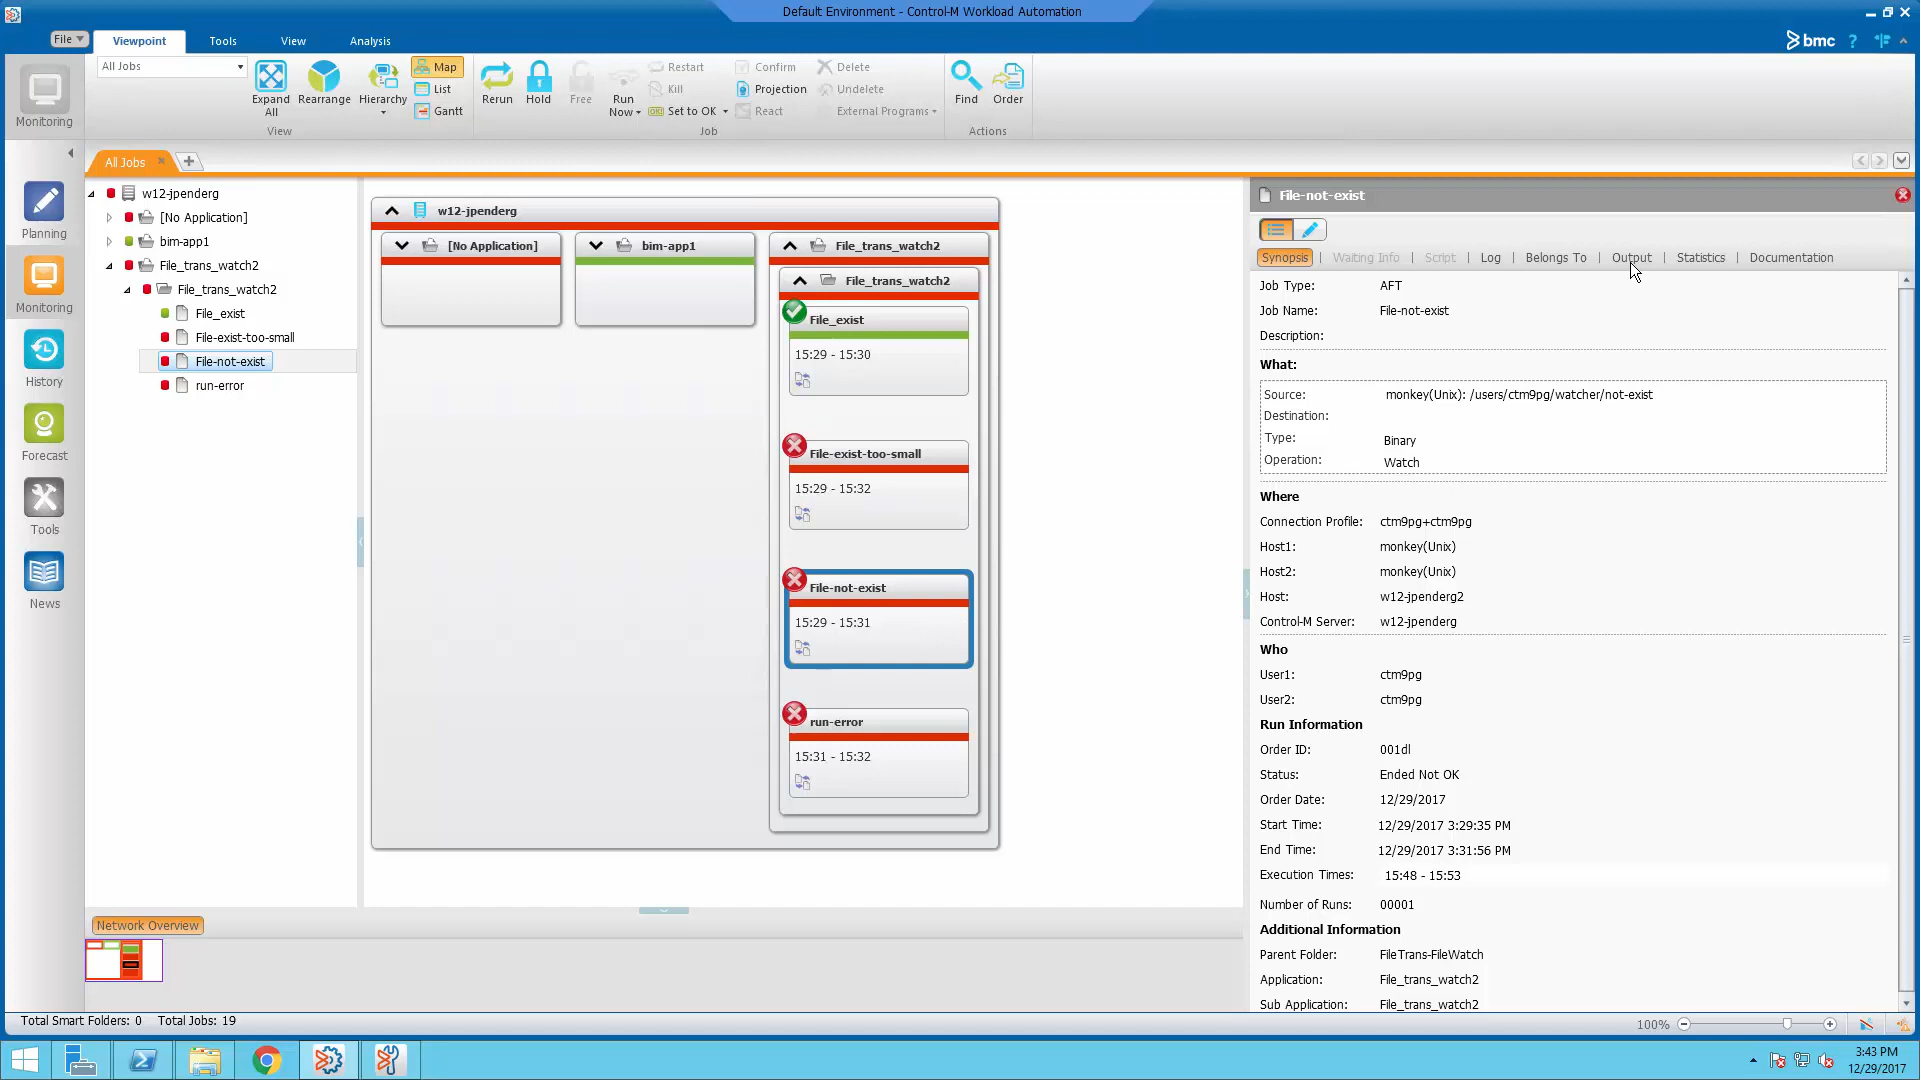 Default Environment - Control-M Workload Automation
File
Viewpoint
Tools
View
Analysis
bmc
?
All Jobs
Expand All
Rearrange
Hierarchy
Map
List
Gantt
View
Rerun
Hold
Free
Run Now
Restart
Kill
Set to OK
Confirm
Projection
React
Delete
Undelete
External Programs
Job
Find
Order
Actions
Monitoring
Planning
Monitoring
History
Forecast
Tools
News
All Jobs
w12-jpenderg
[No Application]
bim-app1
File_trans_watch2
File_trans_watch2
File_exist
File-exist-too-small
File-not-exist
run-error
w12-jpenderg
[No Application]
bim-app1
File_trans_watch2
File_trans_watch2
File_exist
15:29 - 15:30
File-exist-too-small
15:29 - 15:32
File-not-exist
15:29 - 15:31
run-error
15:31 - 15:32
File-not-exist
Synopsis | Waiting Info | Script | Log | Belongs To | Output | Statistics | Documentation
Job Type: AFT
Job Name: File-not-exist
Description:
What:
Source: monkey(Unix): /users/ctm9pg/watcher/not-exist
Destination:
Type: Binary
Operation: Watch
Where
Connection Profile: ctm9pg+ctm9pg
Host1: monkey(Unix)
Host2: monkey(Unix)
Host: w12-jpenderg2
Control-M Server: w12-jpenderg
Who
User1: ctm9pg
User2: ctm9pg
Run Information
Order ID: 001dl
Status: Ended Not OK
Order Date: 12/29/2017
Start Time: 12/29/2017 3:29:35 PM
End Time: 12/29/2017 3:31:56 PM
Execution Times: 15:48 - 15:53
Number of Runs: 00001
Additional Information
Parent Folder: FileTrans-FileWatch
Application: File_trans_watch2
Sub Application: File_trans_watch2
Network Overview
Total Smart Folders: 0 Total Jobs: 19
100%
3:43 PM
12/29/2017